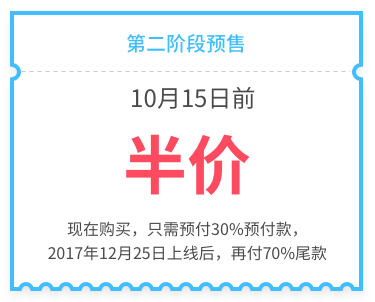 第二阶段预售
10月15日前
半价
现在购买，只需预付30%预付款，
2017年12月25日上线后，再付70%尾款